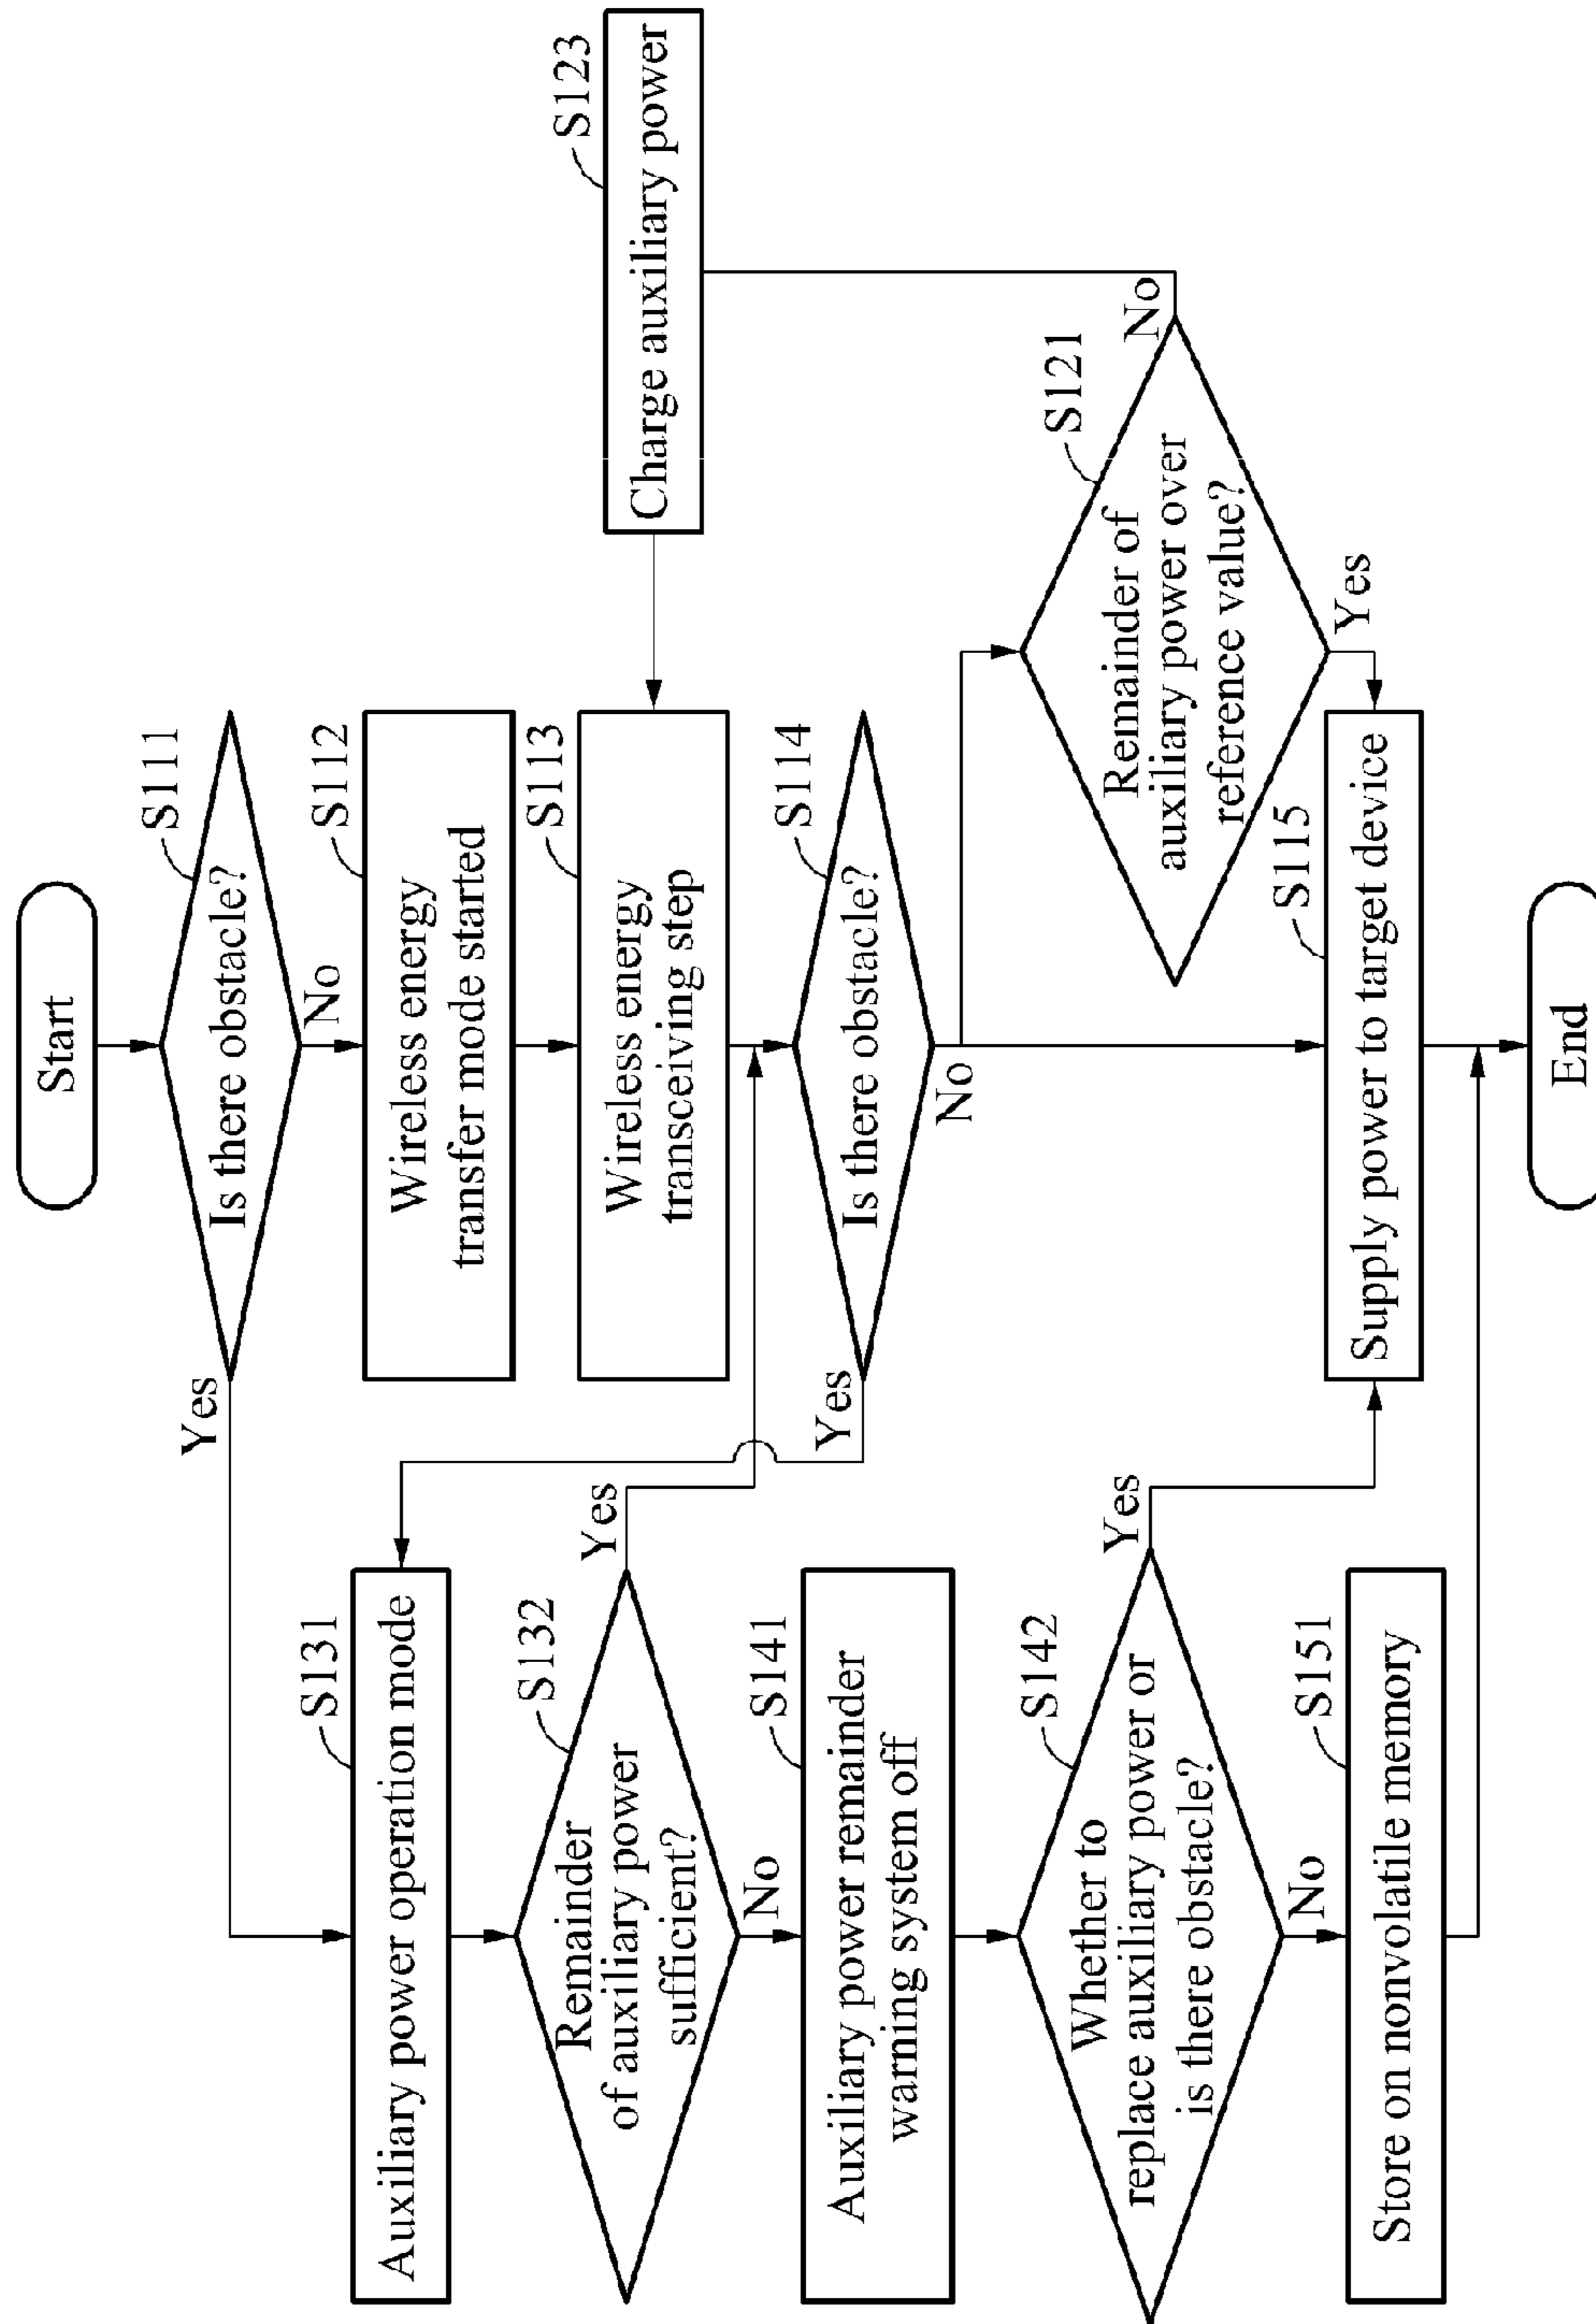 Start
S111
Is there obstacle?
Yes
No
S112
Wireless energy
transfer mode started
S113
Wireless energy
transceiving step
S123
Charge auxiliary power
S114
Is there obstacle?
Yes
No
S121
Remainder of
auxiliary power over
reference value?
No
Yes
S115
Supply power to target device
End
S131
Auxiliary power operation mode
S132
Remainder
of auxiliary power
sufficient?
Yes
No
S141
Auxiliary power remainder
warning system off
S142
Whether to
replace auxiliary power or
is there obstacle?
Yes
No
S151
Store on nonvolatile memory